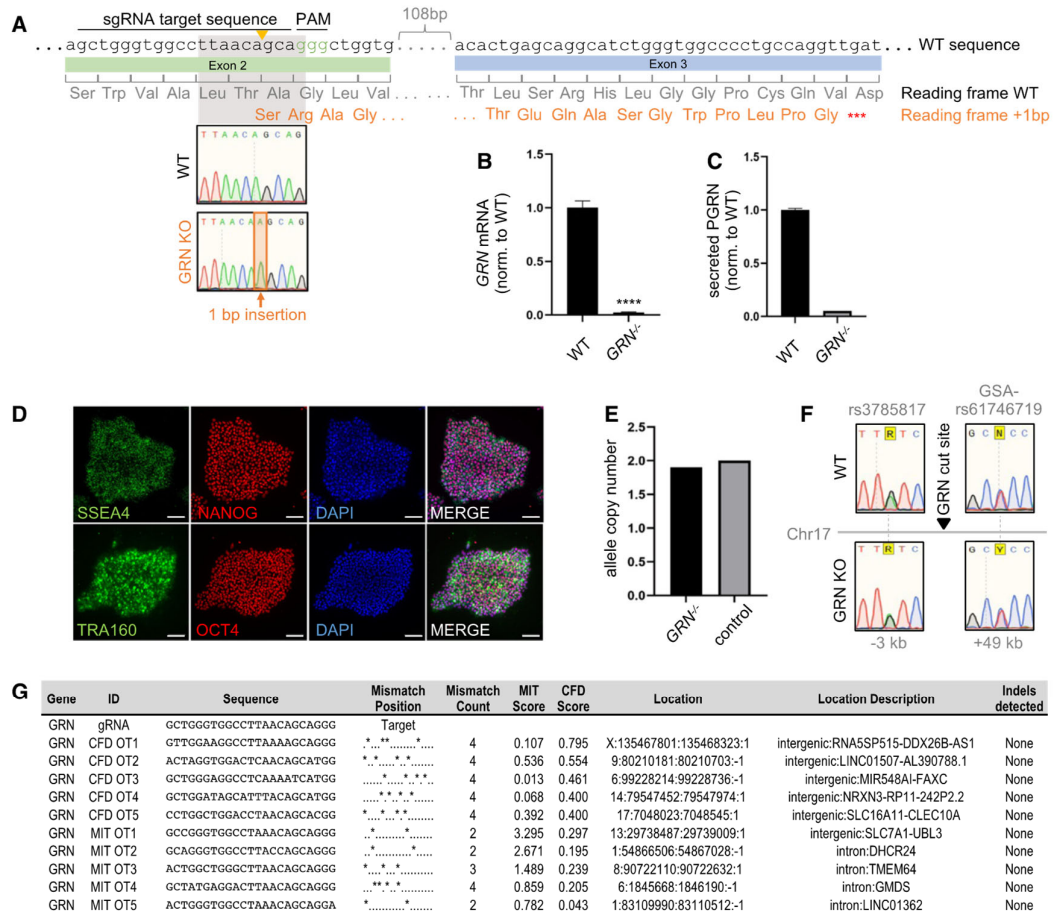 A
sgRNA target sequence PAM
108bp
...agctgggtggccttaacagcagggctggtg...... acactgagcaggcatctgggtggccccctgccaggttgat... WT sequence
Exon 2 Exon 3
Ser Trp Val Ala Leu Thr Ala Gly Leu Val ...... Thr Leu Ser Arg His Leu Gly Gly Pro Cys Gln Val Asp Reading frame WT
Ser Arg Ala Gly... ... Thr Glu Gln Ala Ser Gly Trp Pro Leu Pro Gly *** Reading frame +1bp
WT
T T A A C A G C A G
GRN KO
T T A A C A A G C A G
1 bp insertion
B
GRN mRNA
(norm. to WT)
1.5
1.0
0.5
0.0
****
WT
GRN-/-
C
secreted PGRN
(norm. to WT)
1.5
1.0
0.5
0.0
WT
GRN-/-
D
SSEA4 NANOG DAPI MERGE
TRA160 OCT4 DAPI MERGE
E
allele copy number
2.5
2.0
1.5
1.0
0.5
0.0
GRN-/-
control
F
rs3785817
GSA-
rs61746719
WT
T T R T C
G C N C C
GRN cut site
Chr17
GRN KO
T T R T C
G C Y C C
-3 kb +49 kb
G
Gene ID Sequence Mismatch Position Mismatch Count MIT Score CFD Score Location Location Description Indels detected
GRN gRNA GCTGGGTGGCCTTAACAGCAGGG Target
GRN CFD OT1 GTTGGAAGGCCTTAAAAGCAGGG .*...**........*.... 4 0.107 0.795 X:135467801:135468323:1 intergenic:RNA5SP515-DDX26B-AS1 None
GRN CFD OT2 ACTAGGTGGACTTAACATCAGGG *..*.....*.....*.. 4 0.536 0.554 9:80210181:80210703:-1 intergenic:LINC01507-AL390788.1 None
GRN CFD OT3 GCTGGGAGGCCTCAAAATCATGG ......*.....*..*.*.. 4 0.013 0.461 6:99228214:99228736:-1 intergenic:MIR548AI-FAXC None
GRN CFD OT4 GCTGGATAGCATTAACAGCATGG .....*.*..*..*.... 4 0.068 0.400 14:79547452:79547974:1 intergenic:NRXN3-RP11-242P2.2 None
GRN CFD OT5 CCTGGCTGGACCTAACAGCAGGG *....*...*.*....... 4 0.392 0.400 17:7048023:7048545:1 intergenic:SLC16A11-CLEC10A None
GRN MIT OT1 GCCGGGTGGCCTAAACAGCAGGG ..*.........*....... 2 3.295 0.297 13:29738487:29739009:1 intergenic:SLC7A1-UBL3 None
GRN MIT OT2 GCAGGGTGGCCTTACCAGCAGGG ..*...........*..... 2 2.671 0.195 1:54866506:54867028:-1 intron:DHCR24 None
GRN MIT OT3 ACTGGCTGGCATTAACAGCAGGG *....*....*......... 3 1.489 0.239 8:90722110:90722632:1 intron:TMEM64 None
GRN MIT OT4 GCTATGAGGACTTAACAGCAGGG ...**.*..*.......... 4 0.859 0.205 6:1845668:1846190:-1 intron:GMDS None
GRN MIT OT5 ACTGGGTGGCCTAAACAGCAGGA *...........*....... 2 0.782 0.043 1:83109990:83110512:-1 intron:LINC01362 None